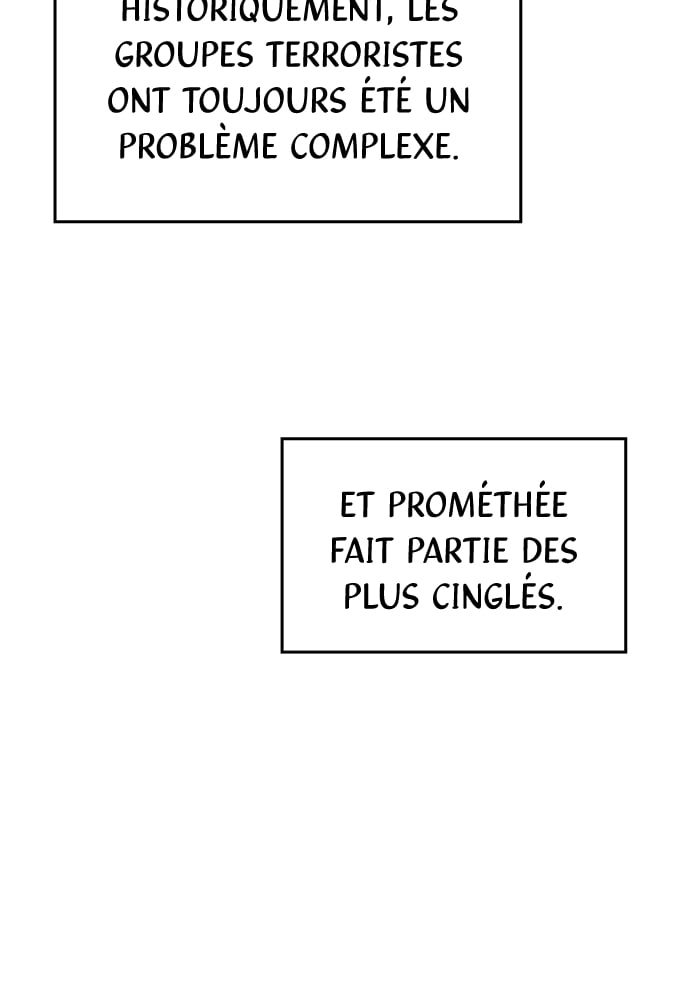 HISTORIQUEMENT, LES
GROUPES TERRORISTES
ONT TOUJOURS ÉTÉ UN
PROBLÈME COMPLEXE.
ET PROMÉTHÉE
FAIT PARTIE DES
PLUS CINGLÉS.